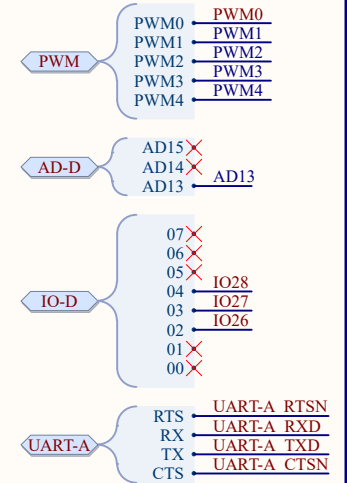 PWM
PWM0 PWM0
PWM1 PWM1
PWM2 PWM2
PWM3 PWM3
PWM4 PWM4
AD-D
AD15
AD14
AD13 AD13
IO-D
07
06
05
04 IO28
03 IO27
02 IO26
01
00
UART-A
RTS UART-A RTSN
RX UART-A RXD
TX UART-A TXD
CTS UART-A CTSN